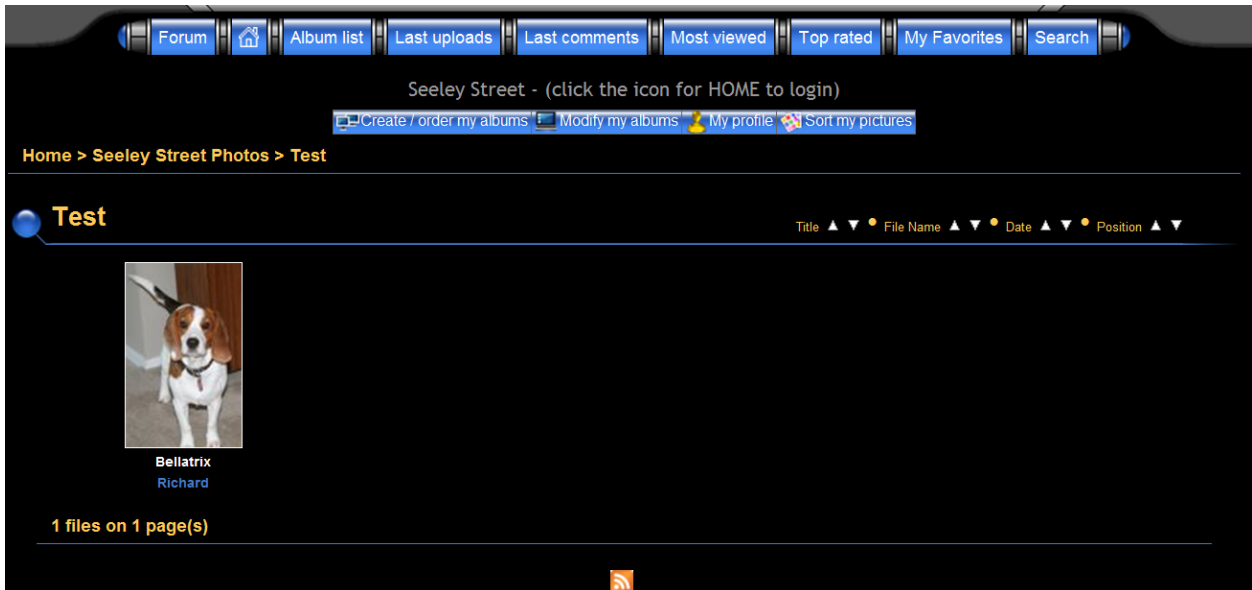 Forum Album list Last uploads Last comments Most viewed Top rated My Favorites Search
Seeley Street - (click the icon for HOME to login)
Create / order my albums Modify my albums My profile Sort my pictures
Home > Seeley Street Photos > Test
Test
Title ▲ ▼ • File Name ▲ ▼ • Date ▲ ▼ • Position ▲ ▼
Bellatrix
Richard
1 files on 1 page(s)